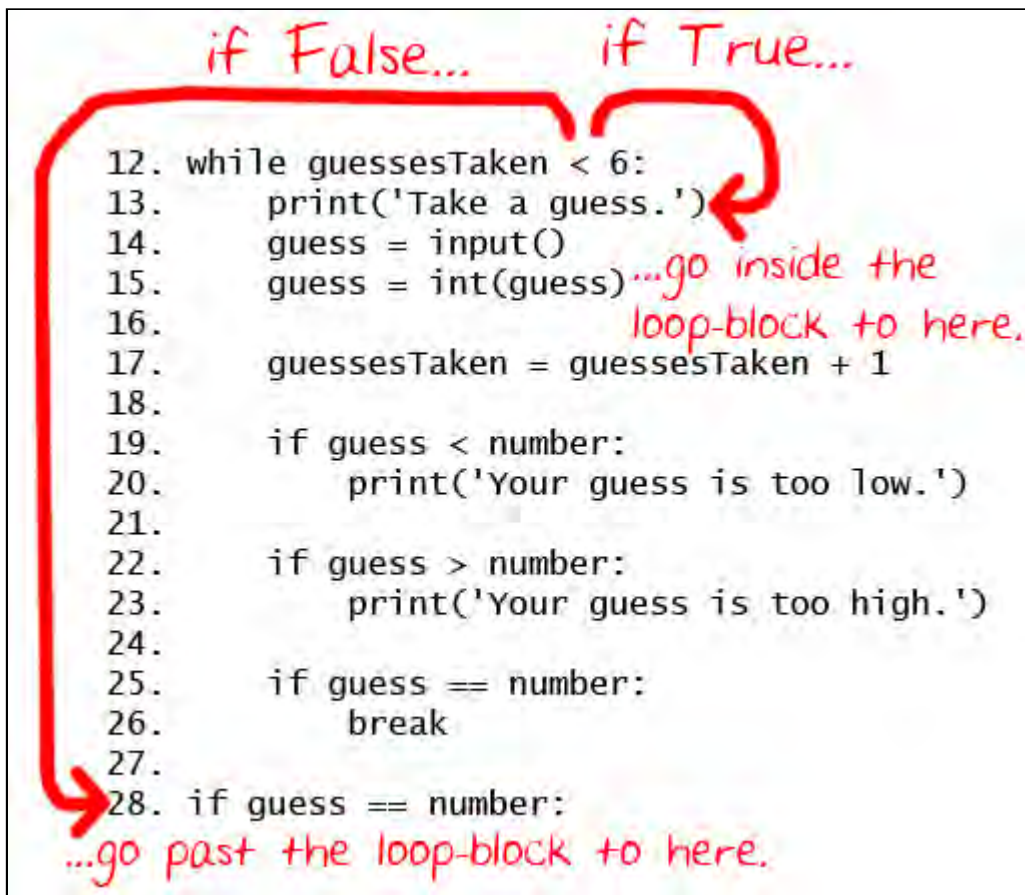 if False... if True...
12. while guessesTaken < 6:
13. print('Take a guess.')
14. guess = input()
15. guess = int(guess)
...go inside the
loop-block to here.
16.
17. guessesTaken = guessesTaken + 1
18.
19. if guess < number:
20. print('Your guess is too low.')
21.
22. if guess > number:
23. print('Your guess is too high.')
24.
25. if guess == number:
26. break
27.
28. if guess == number:
...go past the loop-block to here.